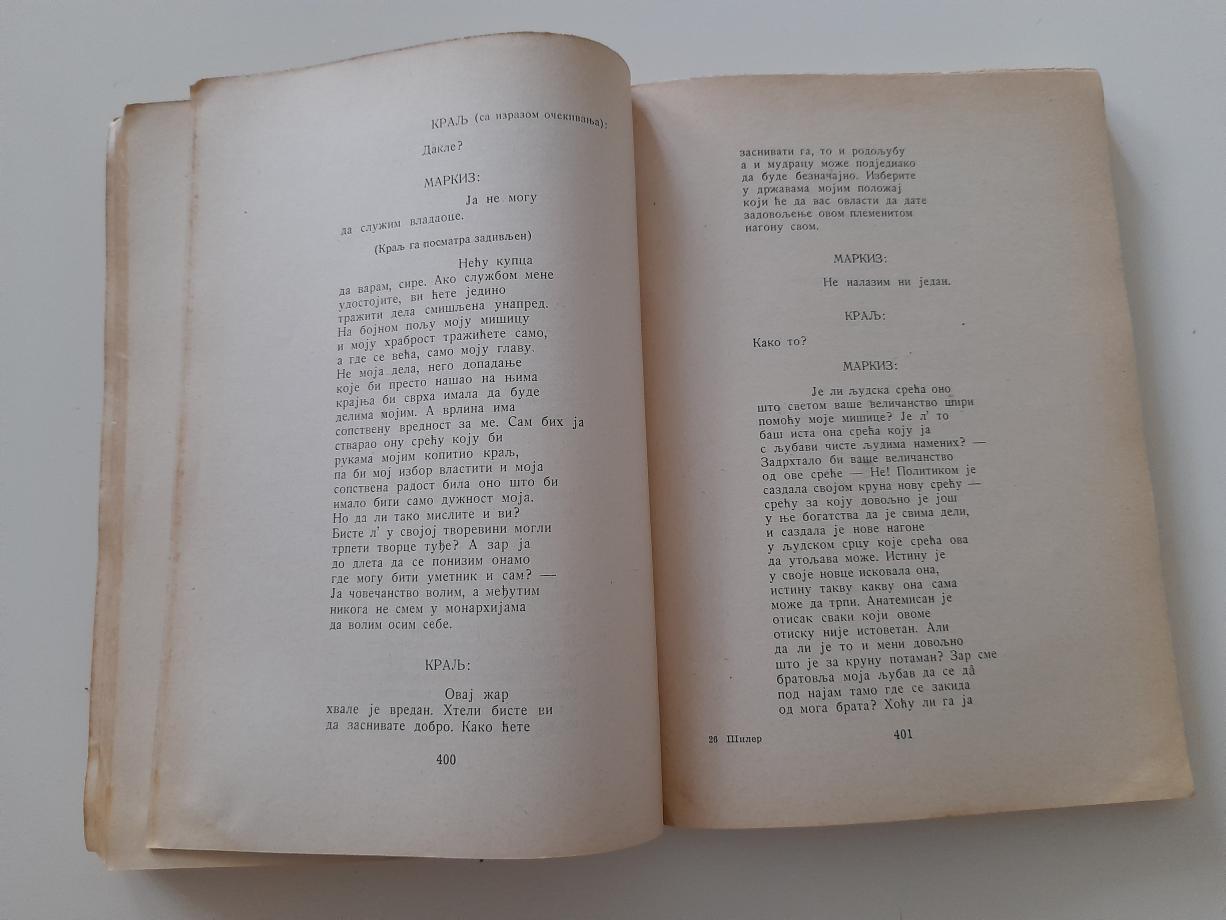 КРАЉ (са изразом очекивања):
Дакле?
МАРКИЗ:
Ја не могу
да служим владаоце.
(Краљ га посматра задивљен)
Нећу купца
да варам, сире. Ако службом мене
удостојите, ви ћете једино
тражити дела смишљена унапред.
На бојном пољу моју мишицу
и моју храброст тражићете само,
а где се већа, само моју главу.
Не моја дела, него допадање
које би престо нашао на њима
крајња би сврха имала да буде
делима мојим. А врлина има
сопствену вредност за ме. Сам бих ја
стварао ону срећу коју би
рукама мојим копитио краљ,
па би мој избор властити и моја
сопствена радост била оно што би
имало бити само дужност моја.
Но да ли тако мислите и ви?
Бисте л' у својој творевини могли
трпети творце туђе? А зар ја
до длета да се понизим онамо
где могу бити уметник и сам? —
Ја човечанство волим, а међутим
никога не смем у монархијама
да волим осим себе.
КРАЉ:
Овај жар
хвале је вредан. Хтели бисте ви
да заснивате добро. Како ћете
400
заснивати га, то и родољубу
а и мудрацу може подједнако
да буде безначајно. Изберите
у државама мојим положај
који ће да вас овласти да дате
задовољење овом племенитом
нагону свом.
МАРКИЗ:
Не налазим ни један.
КРАЉ:
Како то?
МАРКИЗ:
Је ли људска срећа оно
што светом ваше величанство шири
помоћу моје мишице? Је л' то
баш иста она срећа коју ја
с љубави чисте људима намених? —
Задрхтало би ваше величанство
од ове среће — Не! Политиком је
саздала својом круна нову срећу —
срећу за коју довољно је још
у ње богатства да је свима дели,
и саздала је нове нагоне
у људском срцу које срећа ова
да утољава може. Истину је
у своје новце исковала она,
истину такву какву она сама
може да трпи. Анатемисан је
отисак сваки који овоме
отиску није истоветан. Али
да ли је то и мени довољно
што је за круну потаман? Зар сме
братовља моја љубав да се дâ
под најам тамо где се закида
од мога брата? Хоћу ли га ја
26 Шилер
401